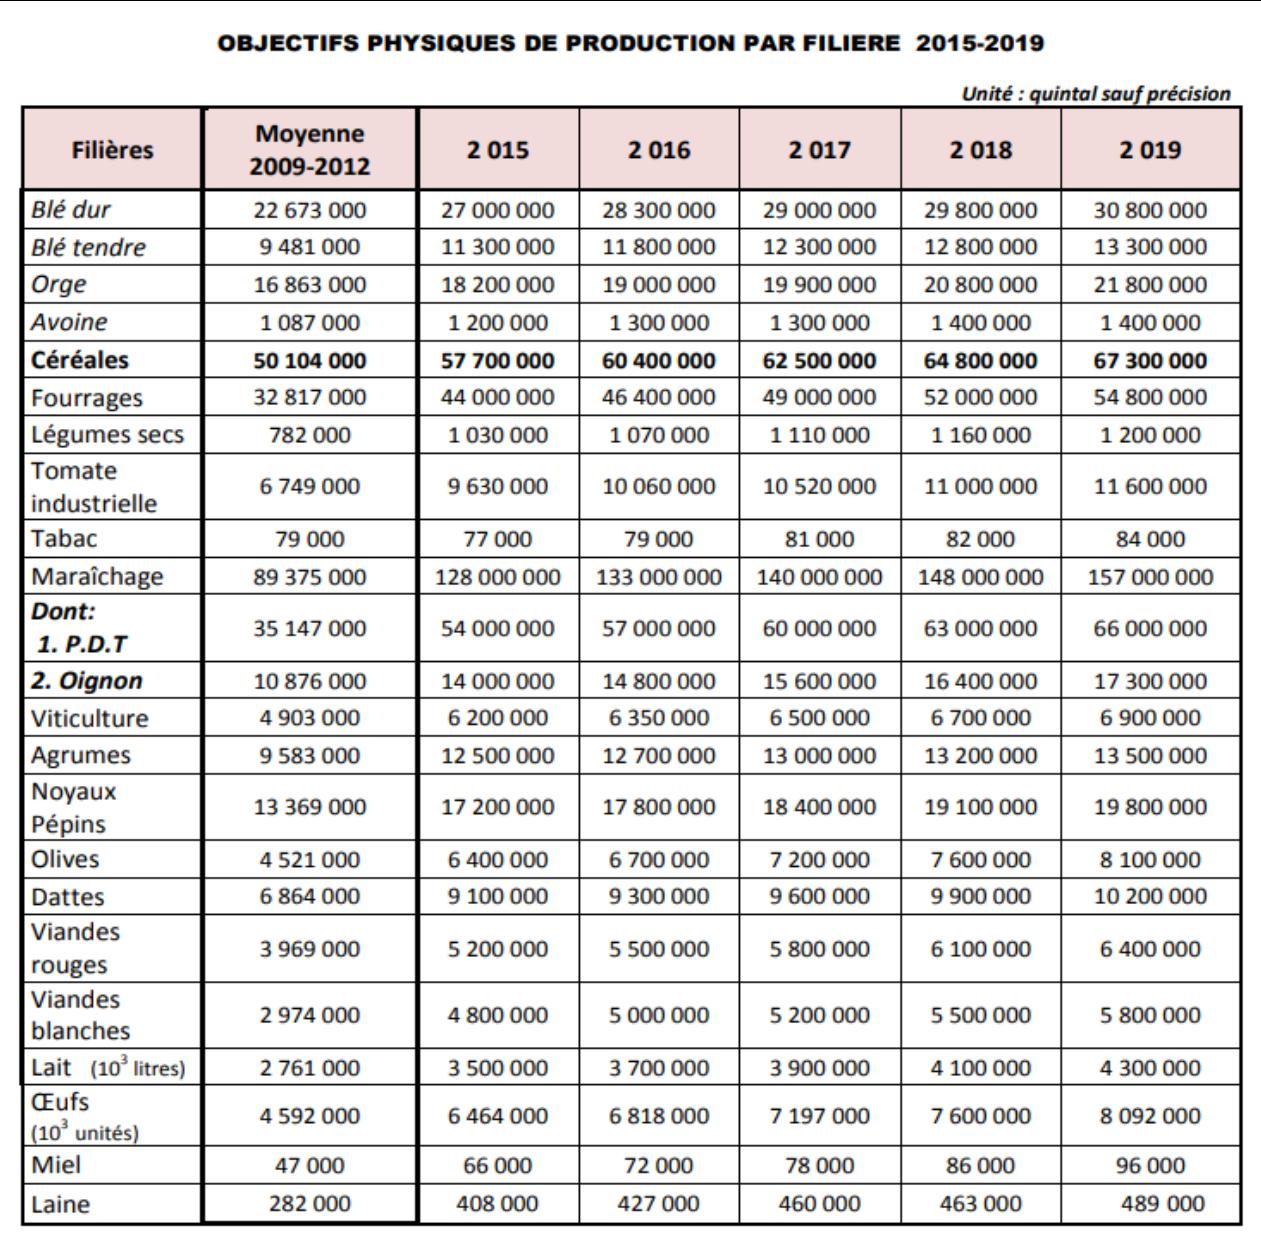 OBJECTIFS PHYSIQUES DE PRODUCTION PAR FILIERE 2015-2019
Unité : quintal sauf précision
Filières Moyenne 2009-2012 2 015 2 016 2 017 2 018 2 019
Blé dur 22 673 000 27 000 000 28 300 000 29 000 000 29 800 000 30 800 000
Blé tendre 9 481 000 11 300 000 11 800 000 12 300 000 12 800 000 13 300 000
Orge 16 863 000 18 200 000 19 000 000 19 900 000 20 800 000 21 800 000
Avoine 1 087 000 1 200 000 1 300 000 1 300 000 1 400 000 1 400 000
Céréales 50 104 000 57 700 000 60 400 000 62 500 000 64 800 000 67 300 000
Fourrages 32 817 000 44 000 000 46 400 000 49 000 000 52 000 000 54 800 000
Légumes secs 782 000 1 030 000 1 070 000 1 110 000 1 160 000 1 200 000
Tomate industrielle 6 749 000 9 630 000 10 060 000 10 520 000 11 000 000 11 600 000
Tabac 79 000 77 000 79 000 81 000 82 000 84 000
Maraîchage 89 375 000 128 000 000 133 000 000 140 000 000 148 000 000 157 000 000
Dont: 1. P.D.T 35 147 000 54 000 000 57 000 000 60 000 000 63 000 000 66 000 000
2. Oignon 10 876 000 14 000 000 14 800 000 15 600 000 16 400 000 17 300 000
Viticulture 4 903 000 6 200 000 6 350 000 6 500 000 6 700 000 6 900 000
Agrumes 9 583 000 12 500 000 12 700 000 13 000 000 13 200 000 13 500 000
Noyaux Pépins 13 369 000 17 200 000 17 800 000 18 400 000 19 100 000 19 800 000
Olives 4 521 000 6 400 000 6 700 000 7 200 000 7 600 000 8 100 000
Dattes 6 864 000 9 100 000 9 300 000 9 600 000 9 900 000 10 200 000
Viandes rouges 3 969 000 5 200 000 5 500 000 5 800 000 6 100 000 6 400 000
Viandes blanches 2 974 000 4 800 000 5 000 000 5 200 000 5 500 000 5 800 000
Lait (10³ litres) 2 761 000 3 500 000 3 700 000 3 900 000 4 100 000 4 300 000
Œufs (10³ unités) 4 592 000 6 464 000 6 818 000 7 197 000 7 600 000 8 092 000
Miel 47 000 66 000 72 000 78 000 86 000 96 000
Laine 282 000 408 000 427 000 460 000 463 000 489 000